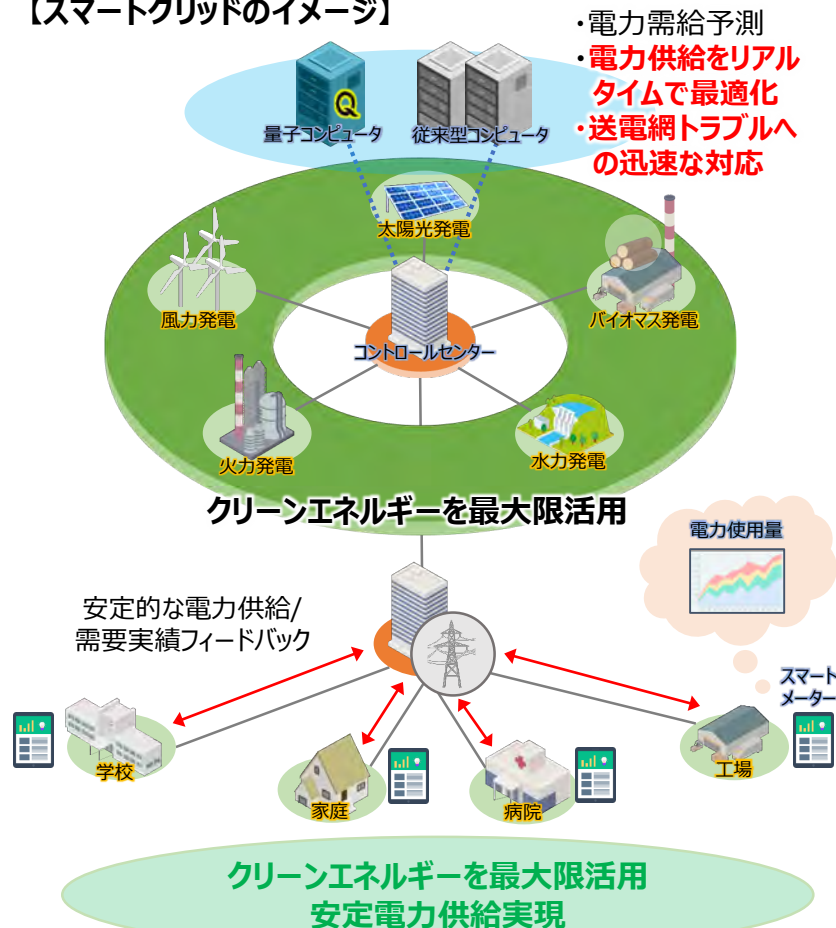 【スマートグリッドのイメージ】
・電力需給予測
・電力供給をリアル
タイムで最適化
・送電網トラブルへ
の迅速な対応
Q
量子コンピュータ
従来型コンピュータ
太陽光発電
風力発電
バイオマス発電
コントロールセンター
火力発電
水力発電
クリーンエネルギーを最大限活用
電力使用量
安定的な電力供給/
需要実績フィードバック
スマート
メーター
学校
家庭
病院
工場
クリーンエネルギーを最大限活用
安定電力供給実現